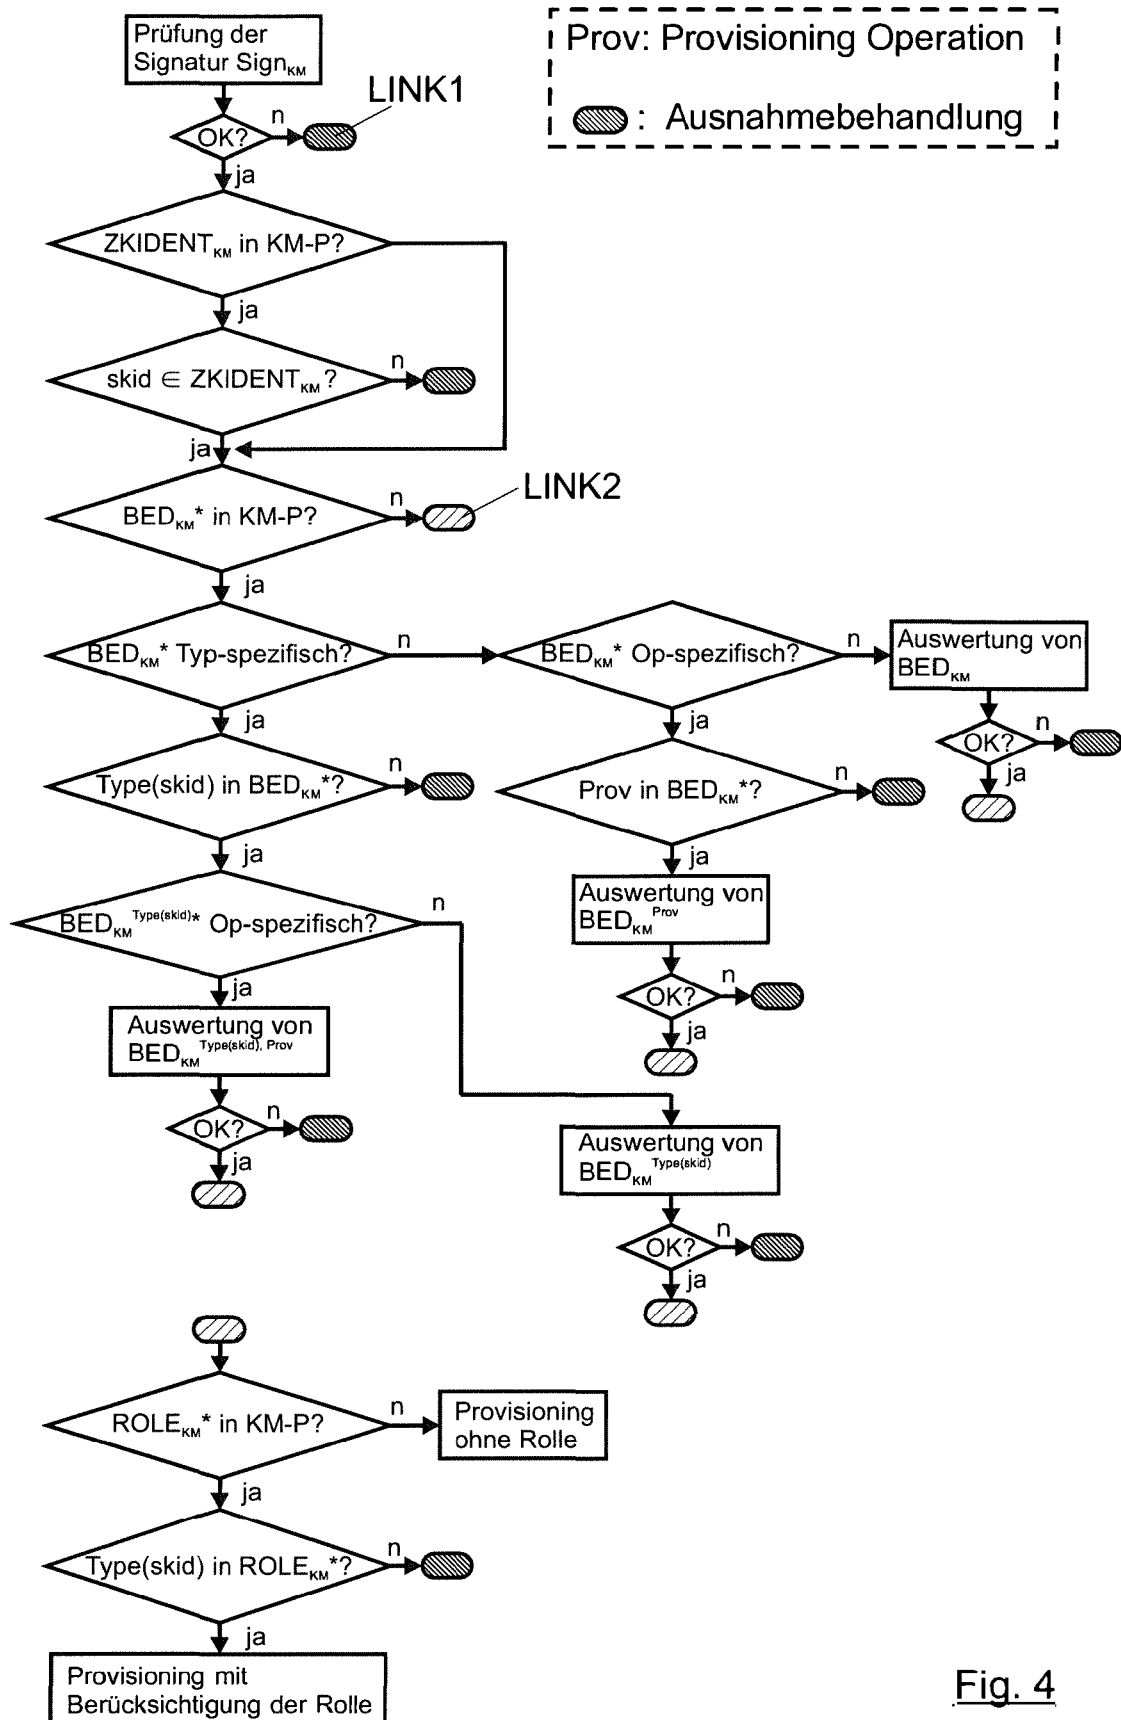 Prüfung der
Signatur Sign_KM
Prov: Provisioning Operation
: Ausnahmebehandlung
LINK1
n
OK?
ja
ZKIDENT_KM in KM-P?
ja
n
skid ∈ ZKIDENT_KM?
ja
n
LINK2
BED_KM* in KM-P?
ja
BED_KM* Typ-spezifisch?
n
BED_KM* Op-spezifisch?
n
Auswertung von
BED_KM
ja
ja
n
OK?
ja
Type(skid) in BED_KM*?
n
Prov in BED_KM*?
n
ja
ja
BED_KM^Type(skid)* Op-spezifisch?
n
Auswertung von
BED_KM^Prov
ja
n
OK?
ja
Auswertung von
BED_KM^Type(skid), Prov
n
OK?
ja
Auswertung von
BED_KM^Type(skid)
n
OK?
ja
ROLE_KM* in KM-P?
n
Provisioning
ohne Rolle
ja
Type(skid) in ROLE_KM*?
n
ja
Provisioning mit
Berücksichtigung der Rolle
Fig. 4